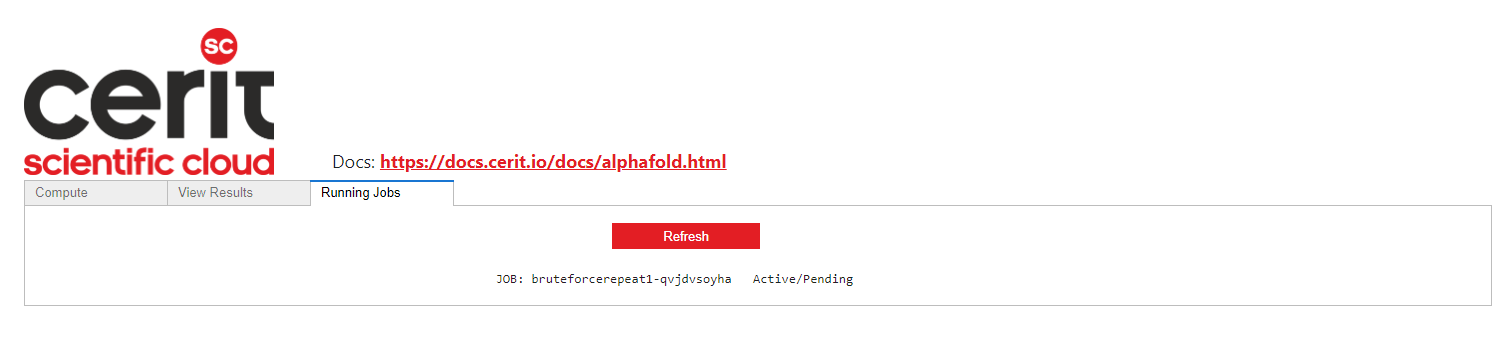 sc
cerit
scientific cloud
Docs: https://docs.cerit.io/docs/alphafold.html
Compute View Results Running Jobs
Refresh
JOB: bruteforcerepeat1-qvjdvsoyha Active/Pending